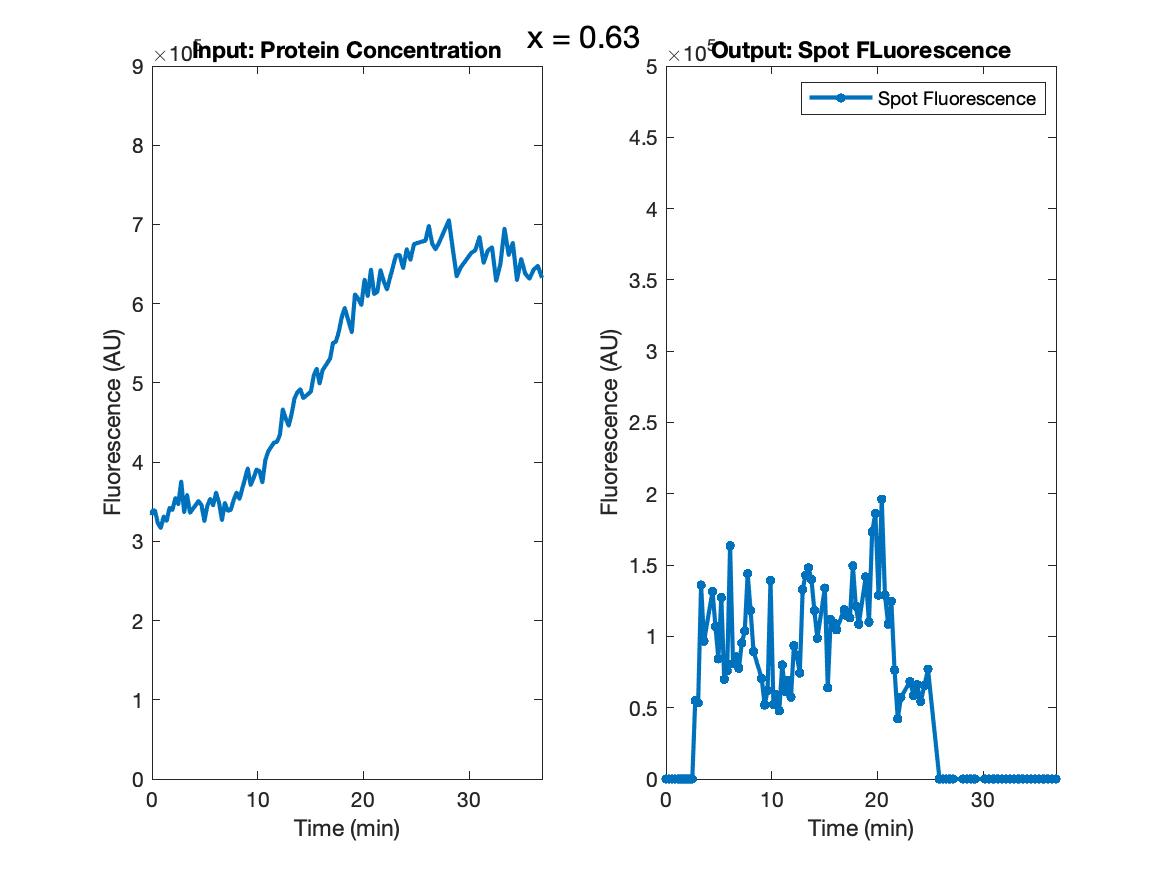 x = 0.63
×10⁵
Input: Protein Concentration
9
8
7
6
5
4
3
2
1
0
Fluorescence (AU)
0 10 20 30
Time (min)
×10⁵
Output: Spot FLuorescence
Spot Fluorescence
5
4.5
4
3.5
3
2.5
2
1.5
1
0.5
0
Fluorescence (AU)
0 10 20 30
Time (min)